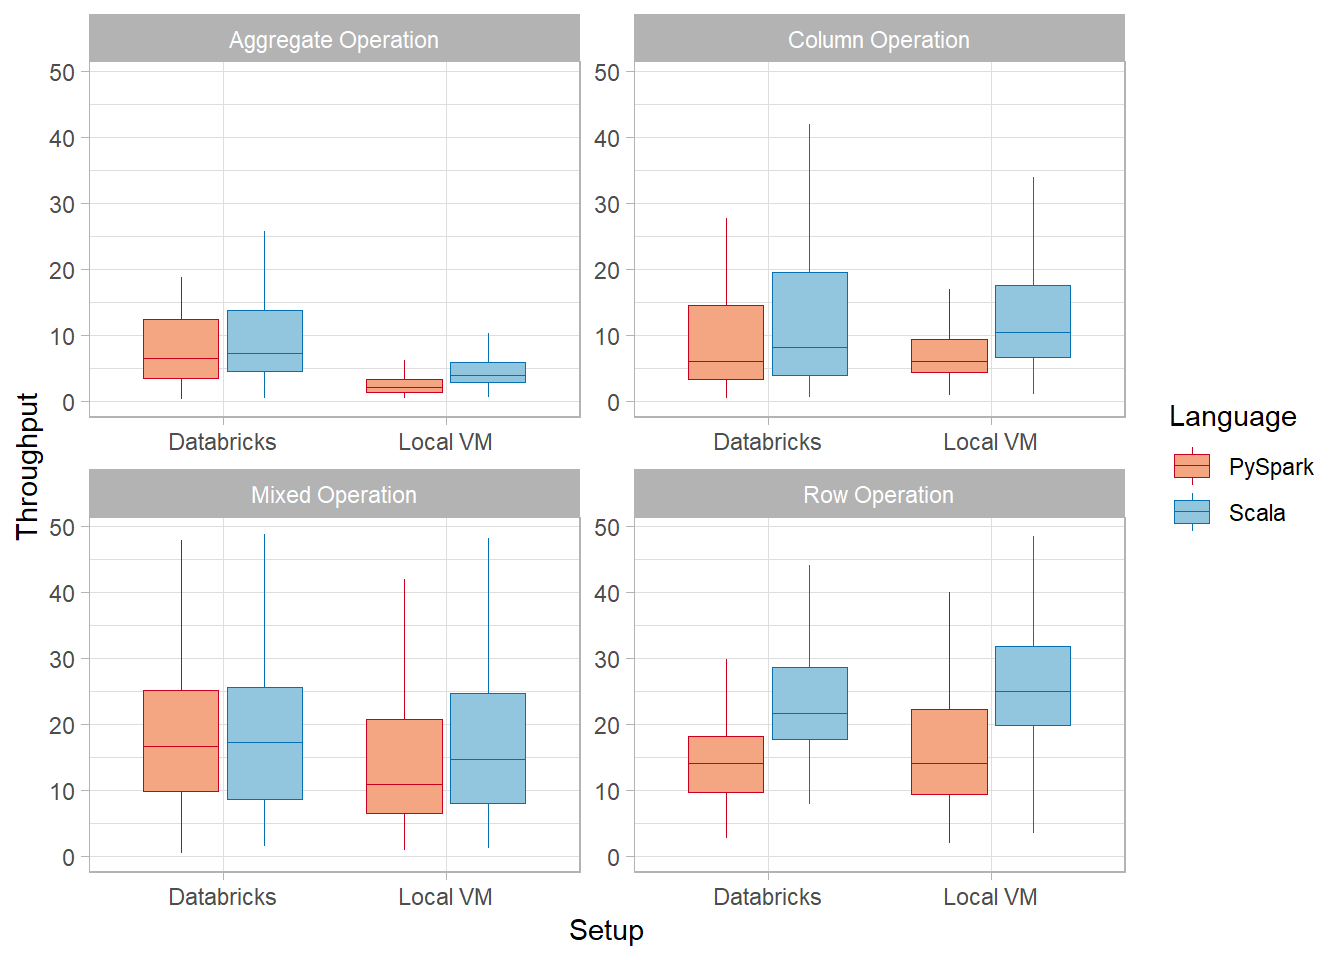 Aggregate Operation
Column Operation
50
40
30
20
10
0
50
40
30
20
10
0
Databricks
Local VM
Databricks
Local VM
Throughput
Mixed Operation
Row Operation
50
40
30
20
10
0
50
40
30
20
10
0
Databricks
Local VM
Databricks
Local VM
Setup
Language
PySpark
Scala